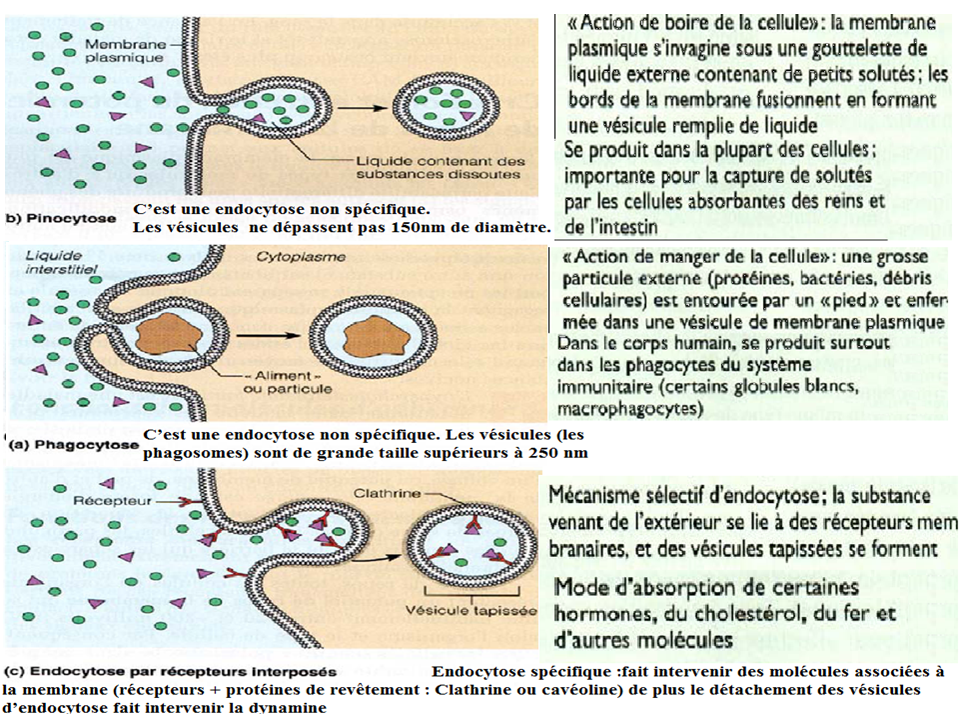 Membrane
plasmique
Liquide contenant des
substances dissoutes
b) Pinocytose
C'est une endocytose non spécifique.
Les vésicules ne dépassent pas 150nm de diamètre.
«Action de boire de la cellule»: la membrane
plasmique s'invagine sous une gouttelette de
liquide externe contenant de petits solutés; les
bords de la membrane fusionnent en formant
une vésicule remplie de liquide
Se produit dans la plupart des cellules;
importante pour la capture de solutés
par les cellules absorbantes des reins et
de l'intestin
Liquide
interstitiel
Cytoplasme
Aliment
ou particule
(a) Phagocytose
C'est une endocytose non spécifique. Les vésicules (les
phagosomes) sont de grande taille supérieurs à 250 nm
«Action de manger de la cellule»: une grosse
particule externe (protéines, bactéries, débris
cellulaires) est entourée par un «pied» et enfer-
mée dans une vésicule de membrane plasmique
Dans le corps humain, se produit surtout
dans les phagocytes du système
immunitaire (certains globules blancs,
macrophagocytes)
Récepteur
Clathrine
Vésicule tapissée
Mécanisme sélectif d'endocytose; la substance
venant de l'extérieur se lie à des récepteurs mem
branaires, et des vésicules tapissées se forment
Mode d'absorption de certaines
hormones, du cholestérol, du fer et
d'autres molécules
(c) Endocytose par récepteurs interposés
Endocytose spécifique :fait intervenir des molécules associées à
la membrane (récepteurs + protéines de revêtement : Clathrine ou cavéoline) de plus le détachement des vésicules
d'endocytose fait intervenir la dynamine